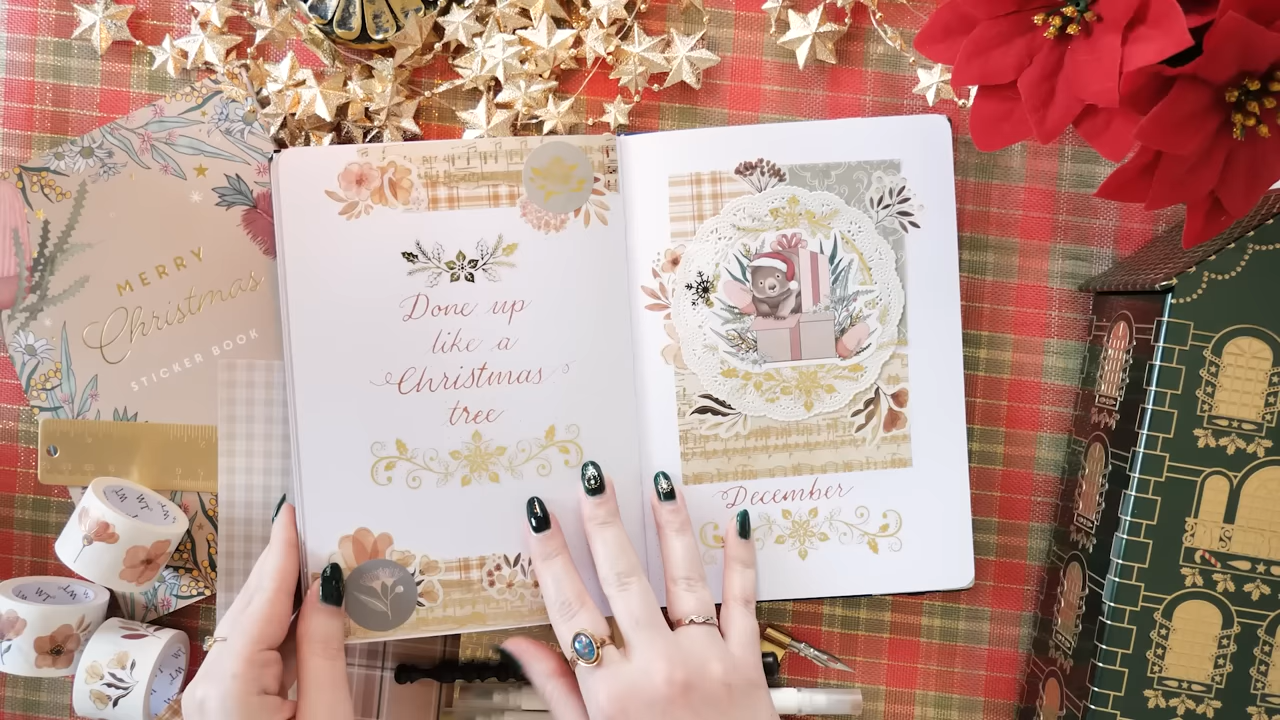 MERRY
Christmas
STICKER BOOK
Done up
like a
Christmas
tree
December